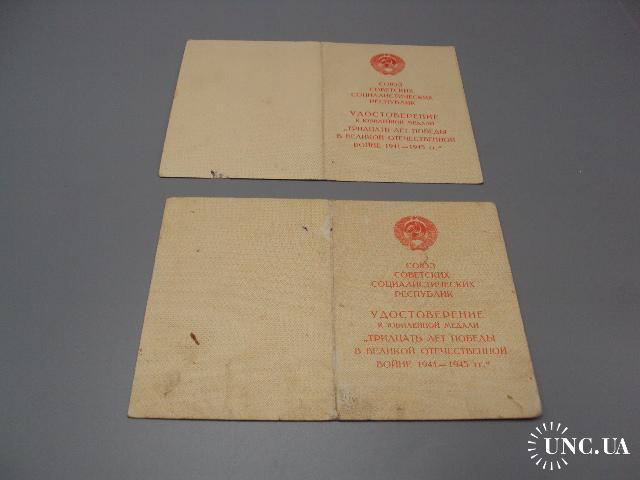 СОЮЗ
СОВЕТСКИХ
СОЦИАЛИСТИЧЕСКИХ
РЕСПУБЛИК
УДОСТОВЕРЕНИЕ
К ЮБИЛЕЙНОЙ МЕДАЛИ
„ТРИДЦАТЬ ЛЕТ ПОБЕДЫ
В ВЕЛИКОЙ ОТЕЧЕСТВЕННОЙ
ВОЙНЕ 1941—1945 гг."
СОЮЗ
СОВЕТСКИХ
СОЦИАЛИСТИЧЕСКИХ
РЕСПУБЛИК
УДОСТОВЕРЕНИЕ
К ЮБИЛЕЙНОЙ МЕДАЛИ
„ТРИДЦАТЬ ЛЕТ ПОБЕДЫ
В ВЕЛИКОЙ ОТЕЧЕСТВЕННОЙ
ВОЙНЕ 1941—1945 гг."
UNC.UA